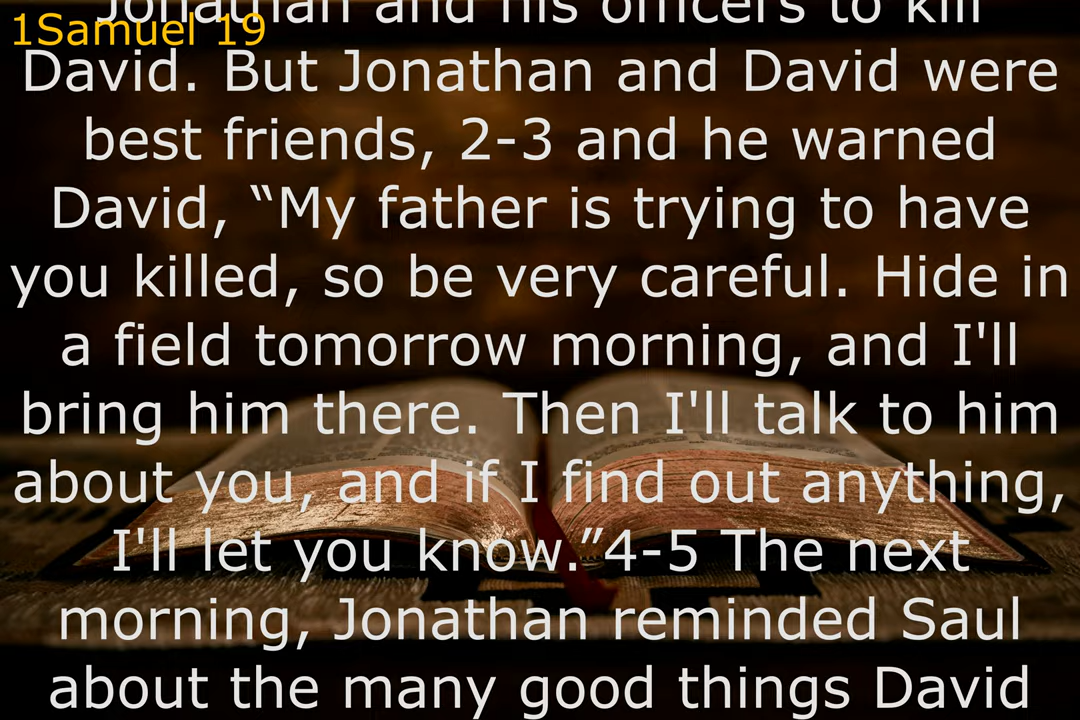 Jonathan and his officers to kill
1Samuel 19
David. But Jonathan and David were
best friends, 2-3 and he warned
David, “My father is trying to have
you killed, so be very careful. Hide in
a field tomorrow morning, and I'll
bring him there. Then I'll talk to him
about you, and if I find out anything,
I'll let you know.”4-5 The next
morning, Jonathan reminded Saul
about the many good things David